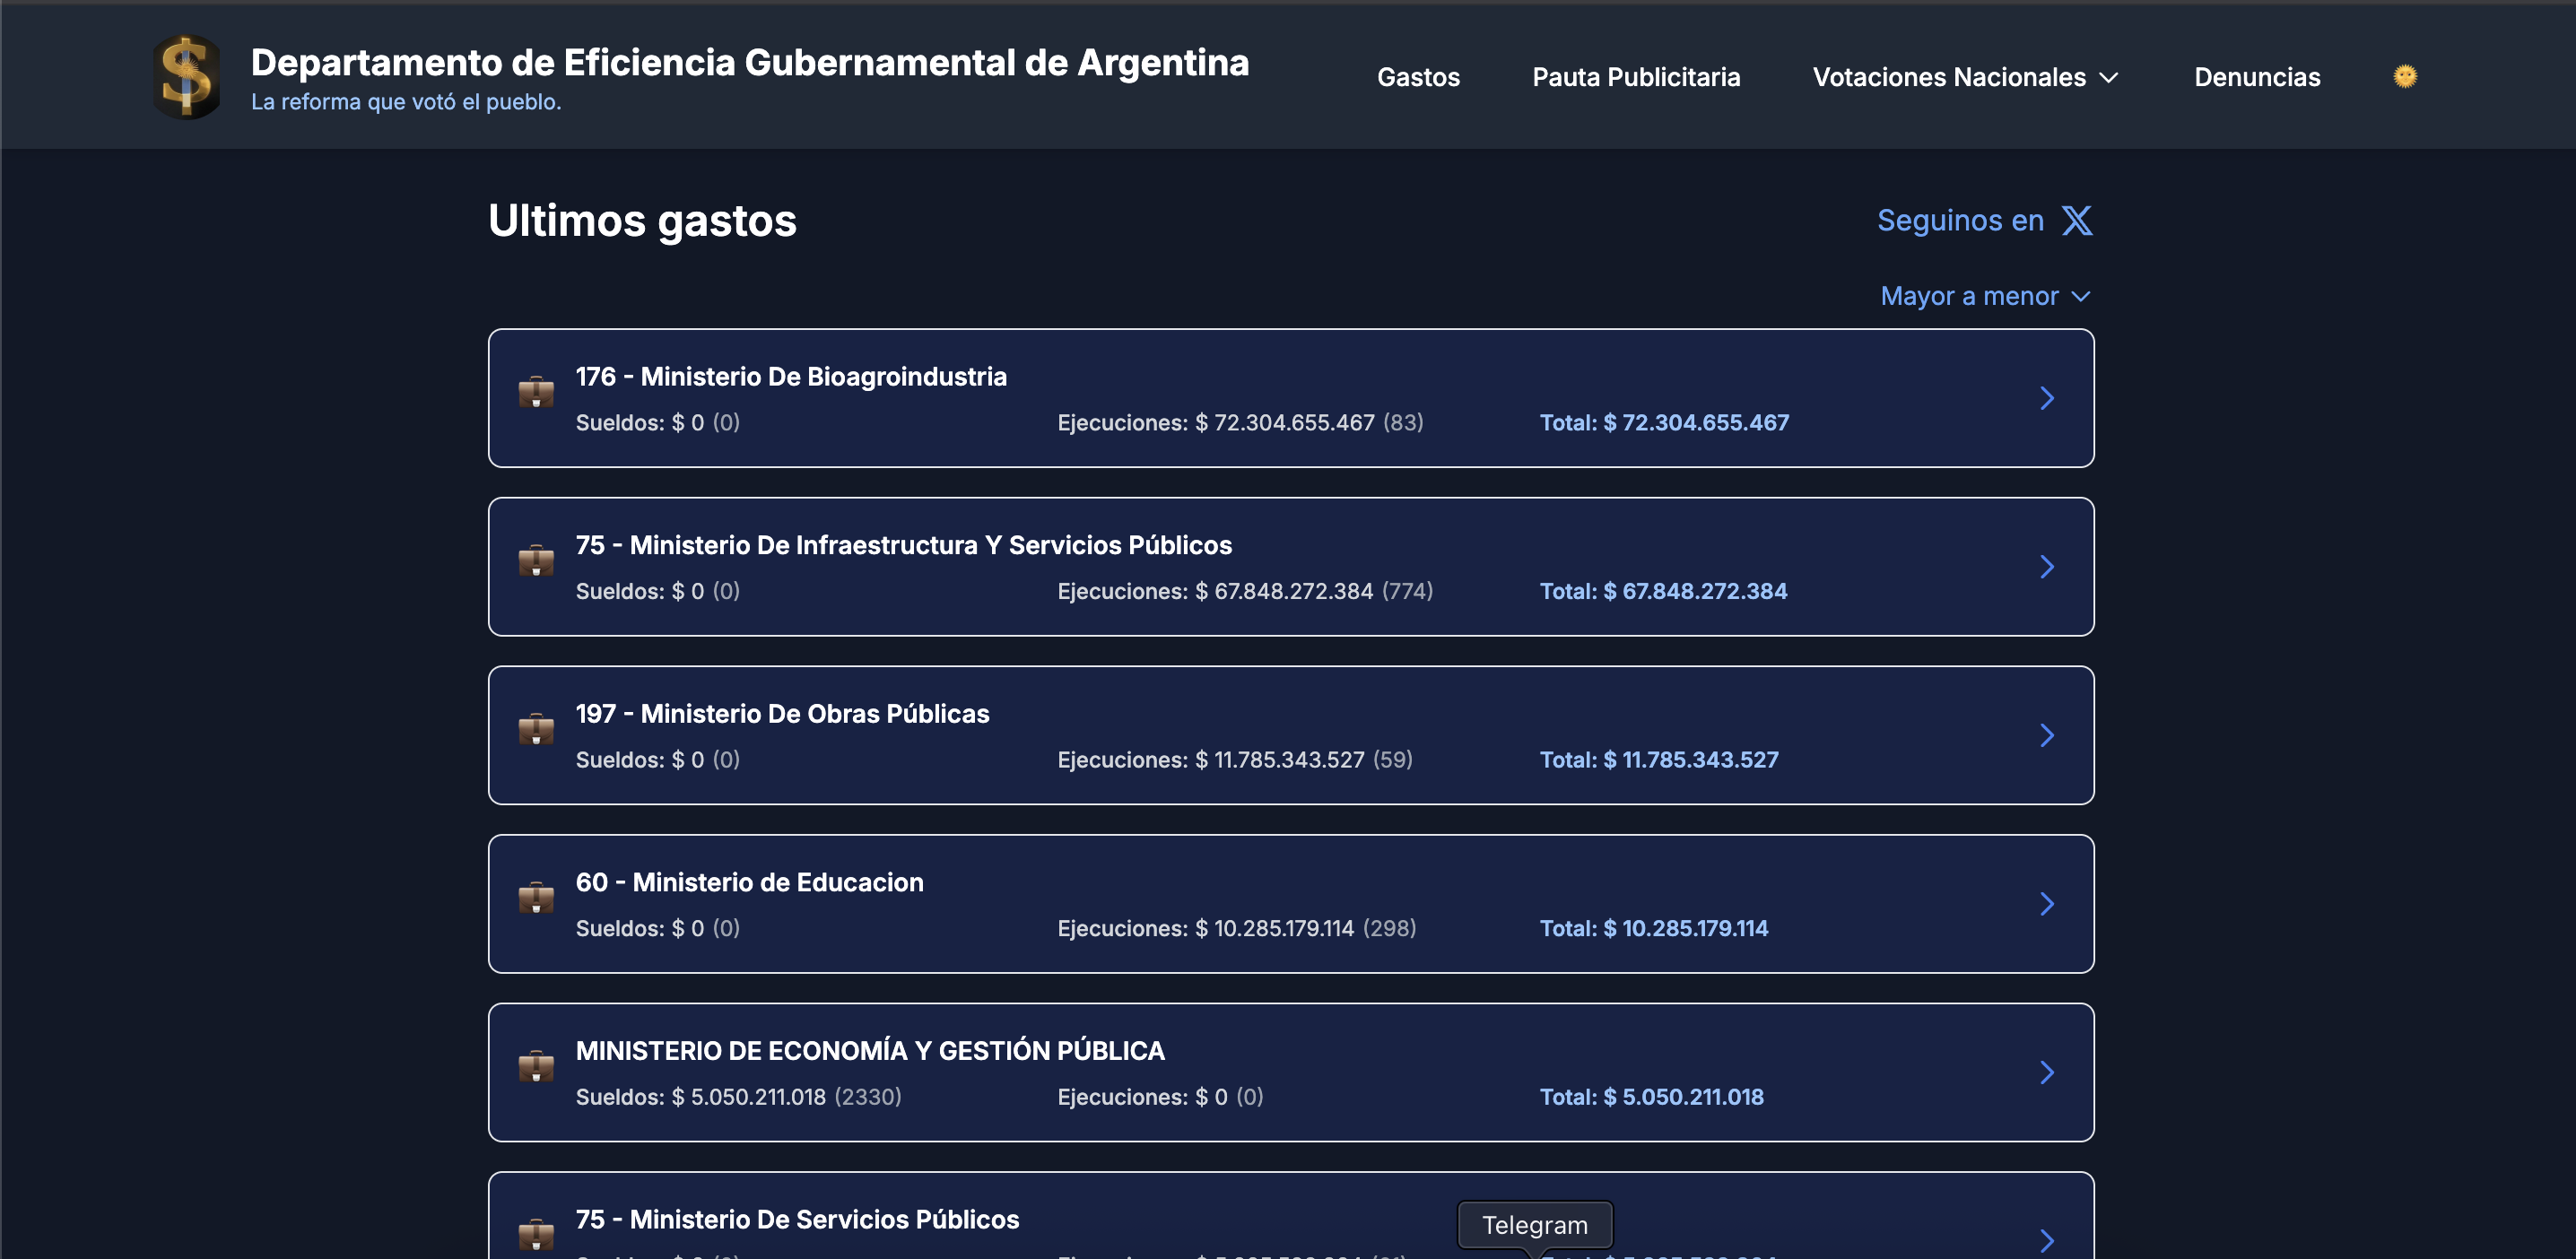 Departamento de Eficiencia Gubernamental de Argentina
La reforma que votó el pueblo.
Gastos
Pauta Publicitaria
Votaciones Nacionales
Denuncias
Ultimos gastos
Seguinos en X
Mayor a menor
176 - Ministerio De Bioagroindustria
Sueldos: $ 0 (0) Ejecuciones: $ 72.304.655.467 (83) Total: $ 72.304.655.467
75 - Ministerio De Infraestructura Y Servicios Públicos
Sueldos: $ 0 (0) Ejecuciones: $ 67.848.272.384 (774) Total: $ 67.848.272.384
197 - Ministerio De Obras Públicas
Sueldos: $ 0 (0) Ejecuciones: $ 11.785.343.527 (59) Total: $ 11.785.343.527
60 - Ministerio de Educacion
Sueldos: $ 0 (0) Ejecuciones: $ 10.285.179.114 (298) Total: $ 10.285.179.114
MINISTERIO DE ECONOMÍA Y GESTIÓN PÚBLICA
Sueldos: $ 5.050.211.018 (2330) Ejecuciones: $ 0 (0) Total: $ 5.050.211.018
75 - Ministerio De Servicios Públicos
Telegram